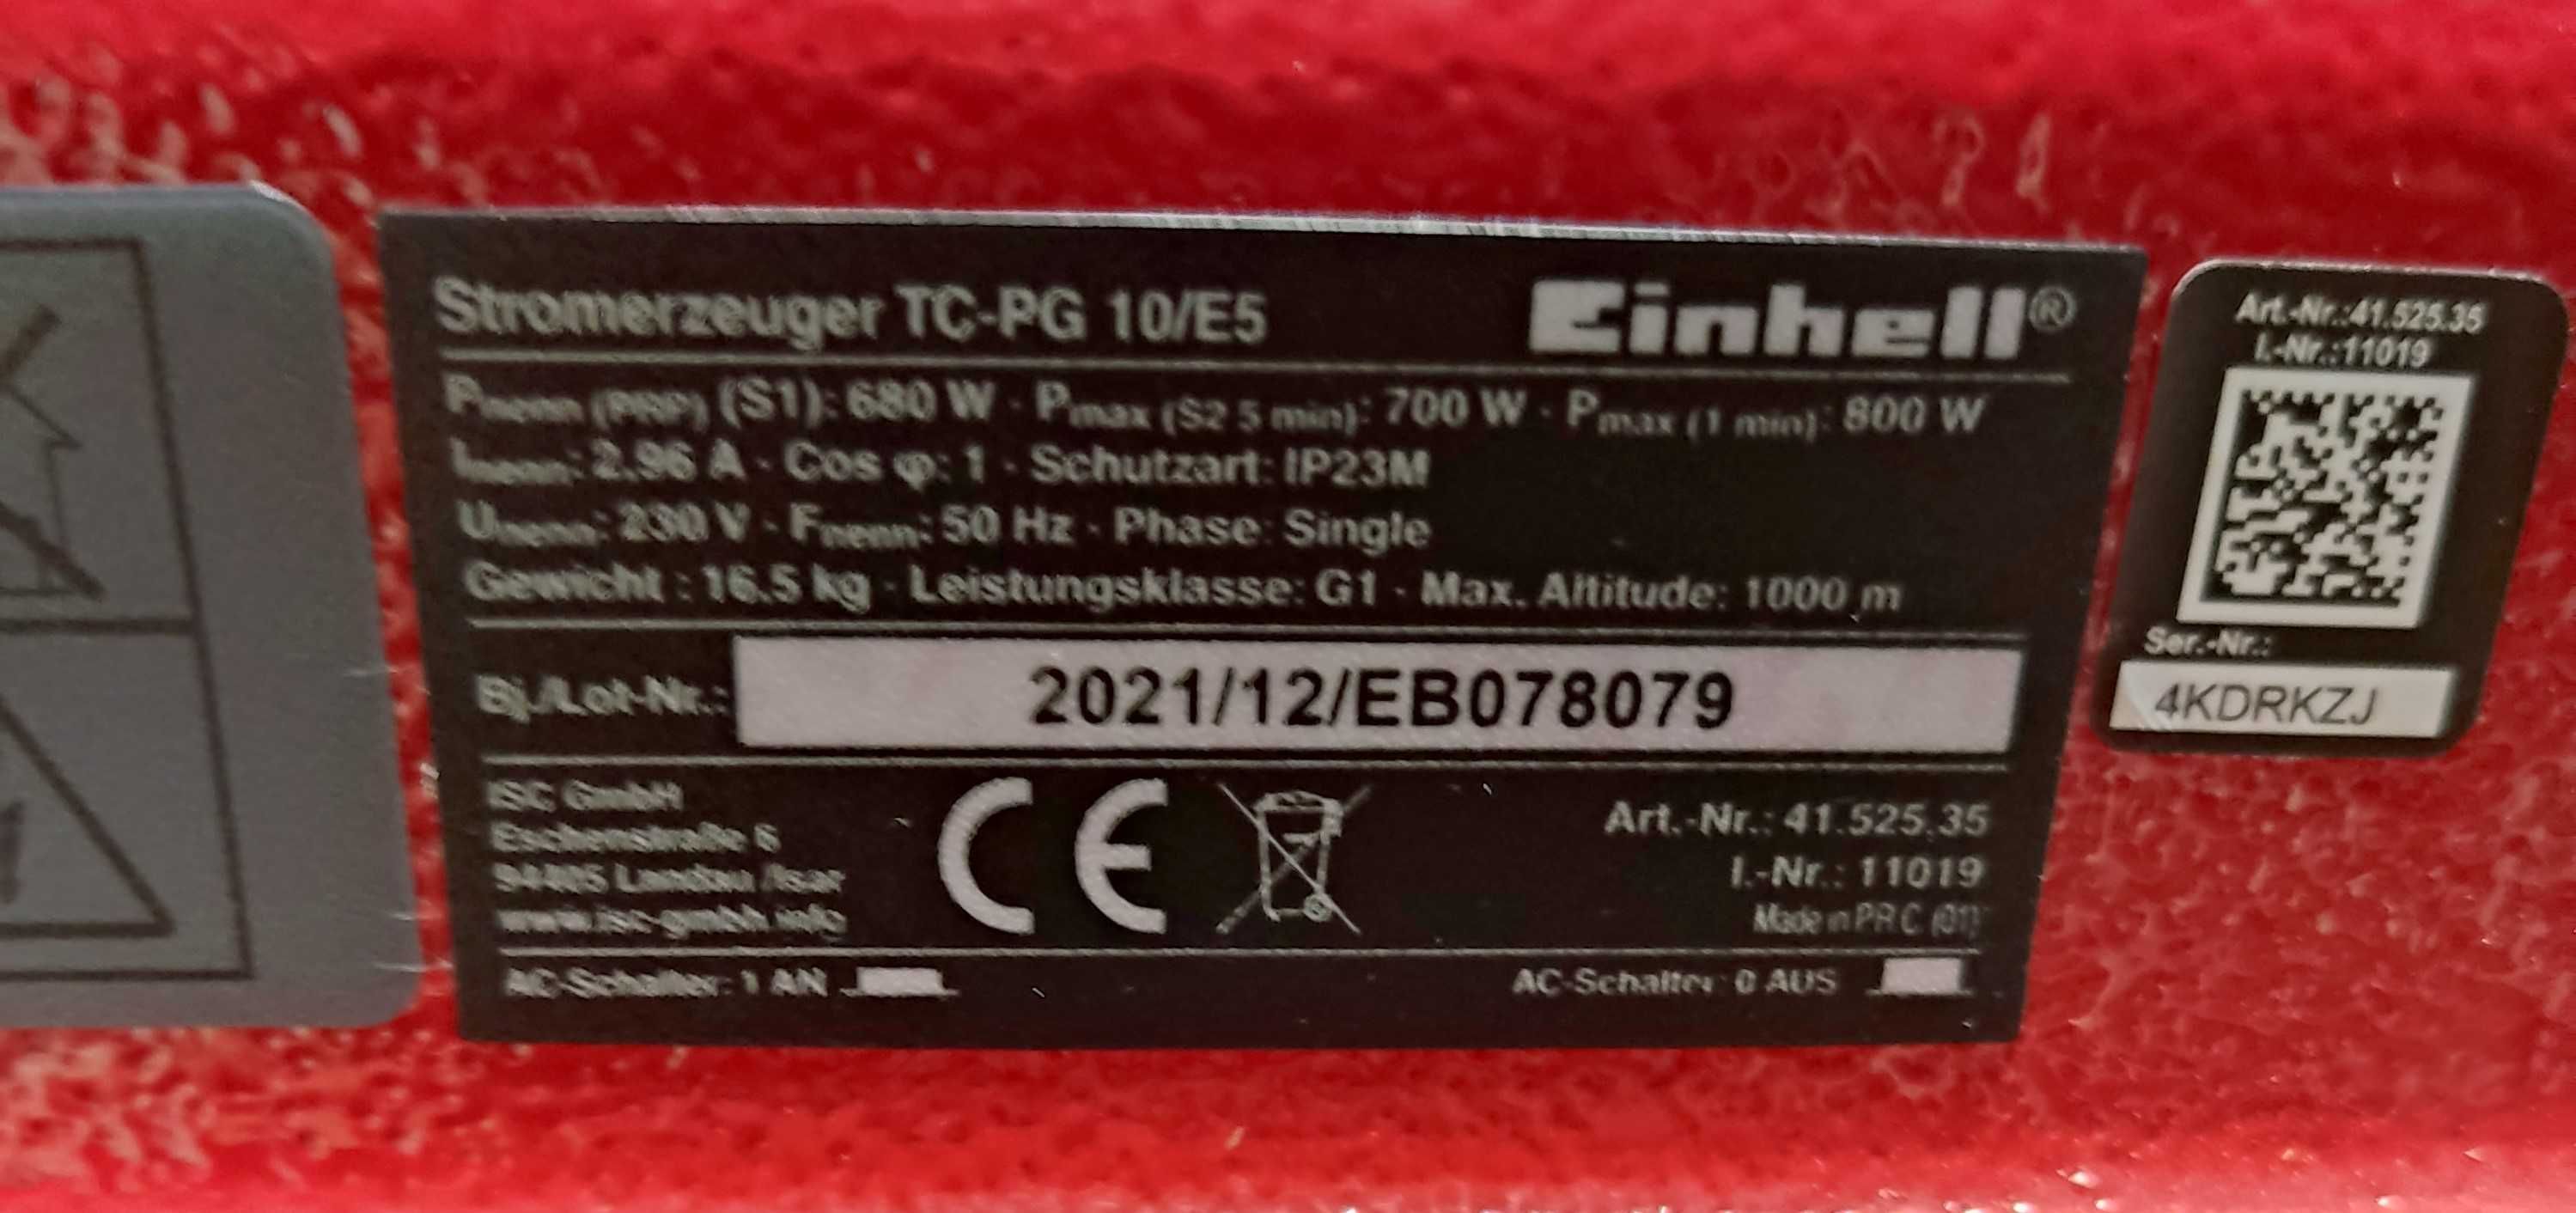 Stromerzeuger TC-PG 10/E5
Einhell®
Pnenn (PRP) (S1): 680 W · Pmax (S2 5 min): 700 W · Pmax (1 min): 800 W
Inenn: 2.96 A · Cos φ: 1 · Schutzart: IP23M
Unenn: 230 V · Fnenn: 50 Hz · Phase: Single
Gewicht : 16.5 kg · Leistungsklasse: G1 · Max. Altitude: 1000 m
Bj./Lot-Nr.: 2021/12/EB078079
ISC GmbH
Eschenstraße 6
94405 Landau /Isar
www.isc-gmbh.info
CE
Art.-Nr.: 41.525.35
I.-Nr.: 11019
Made in PRC (01)
AC-Schalter: 1 AN
AC-Schalter: 0 AUS
Art.-Nr.:41.525.35
I.-Nr.:11019
Ser.-Nr.:
4KDRKZJ